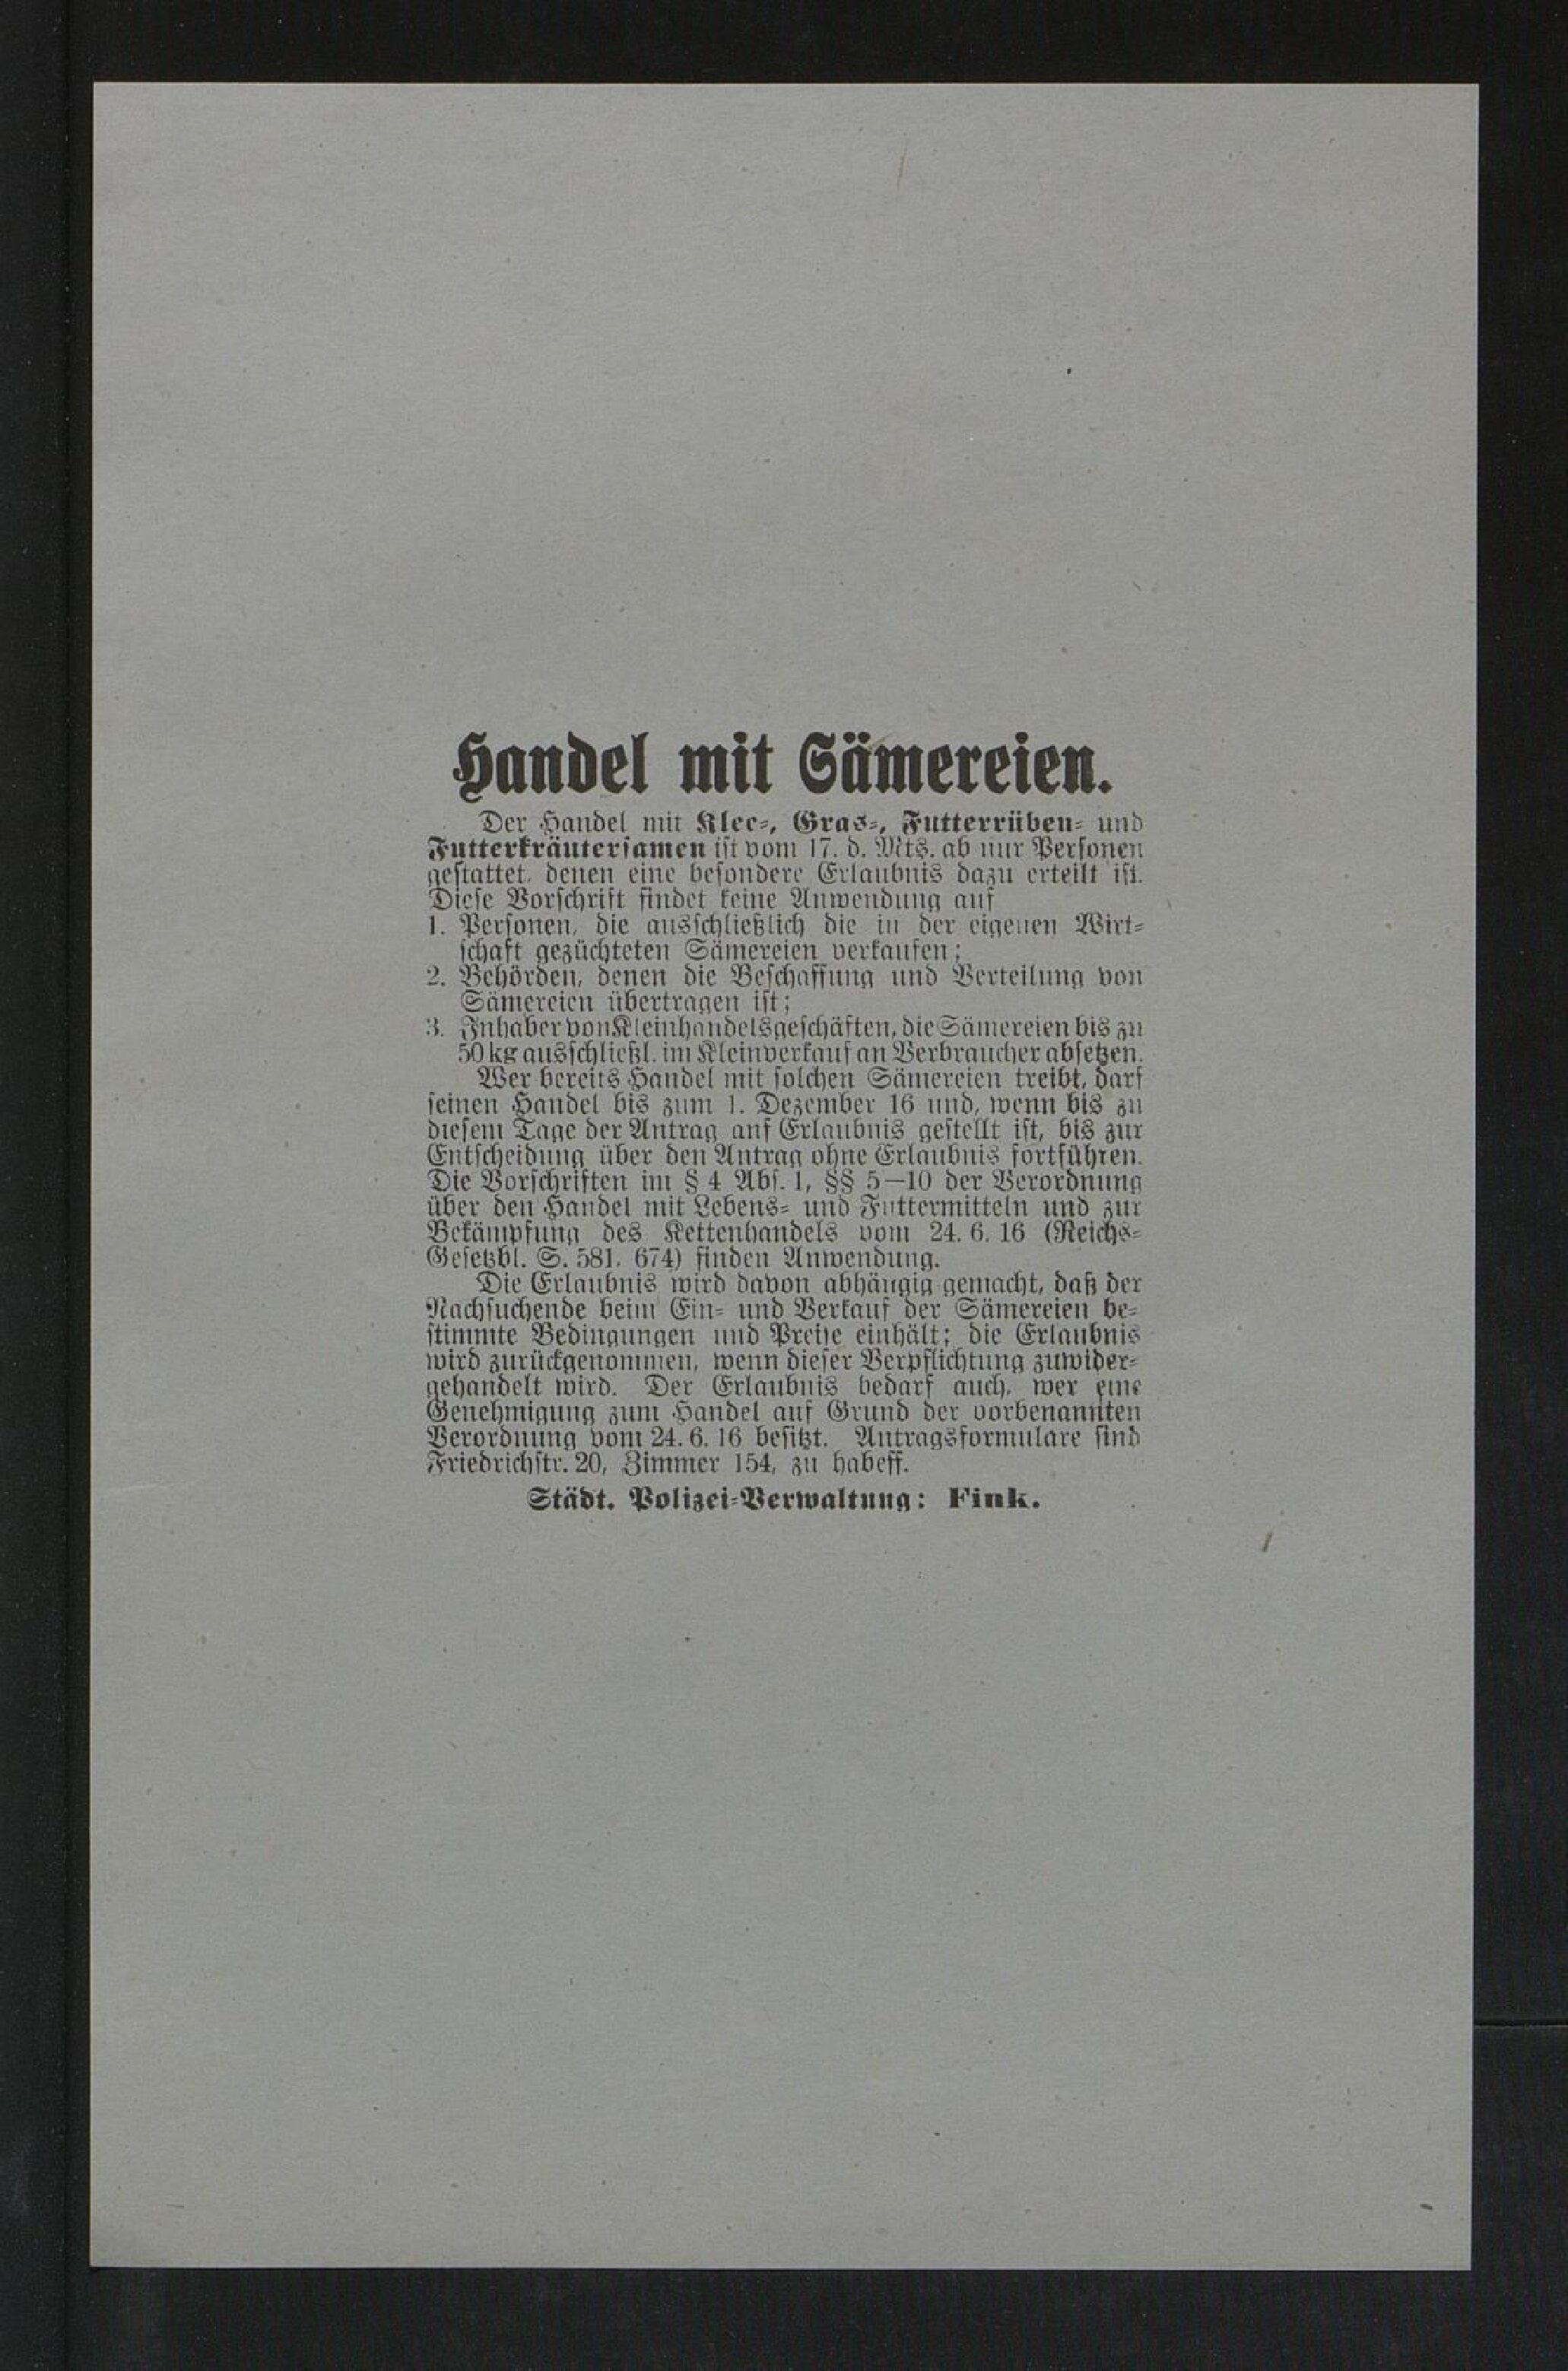 Handel mit Sämereien.
Der Handel mit Klee-, Gras-, Futterrüben- und
Futterkräutersamen ist vom 17. d. Mts. ab nur Personen
gestattet, denen eine besondere Erlaubnis dazu erteilt ist.
Diese Vorschrift findet keine Anwendung auf
1. Personen, die ausschließlich die in der eigenen Wirt-
schaft gezüchteten Sämereien verkaufen;
2. Behörden, denen die Beschaffung und Verteilung von
Sämereien übertragen ist;
3. Inhaber von Kleinhandelsgeschäften, die Sämereien bis zu
50 kg ausschließl. im Kleinverkauf an Verbraucher absetzen.
Wer bereits Handel mit solchen Sämereien treibt, darf
seinen Handel bis zum 1. Dezember 16 und, wenn bis zu
diesem Tage der Antrag auf Erlaubnis gestellt ist, bis zur
Entscheidung über den Antrag ohne Erlaubnis fortführen.
Die Vorschriften im § 4 Abs. 1, §§ 5—10 der Verordnung
über den Handel mit Lebens- und Futtermitteln und zur
Bekämpfung des Kettenhandels vom 24. 6. 16 (Reichs-
Gesetzbl. S. 581, 674) finden Anwendung.
Die Erlaubnis wird davon abhängig gemacht, daß der
Nachsuchende beim Ein- und Verkauf der Sämereien be-
stimmte Bedingungen und Preise einhält; die Erlaubnis
wird zurückgenommen, wenn dieser Verpflichtung zuwider-
gehandelt wird. Der Erlaubnis bedarf auch, wer eine
Genehmigung zum Handel auf Grund der vorbenannten
Verordnung vom 24. 6. 16 besitzt. Antragsformulare sind
Friedrichstr. 20, Zimmer 154, zu habeff.
Städt. Polizei-Verwaltung: Fink.